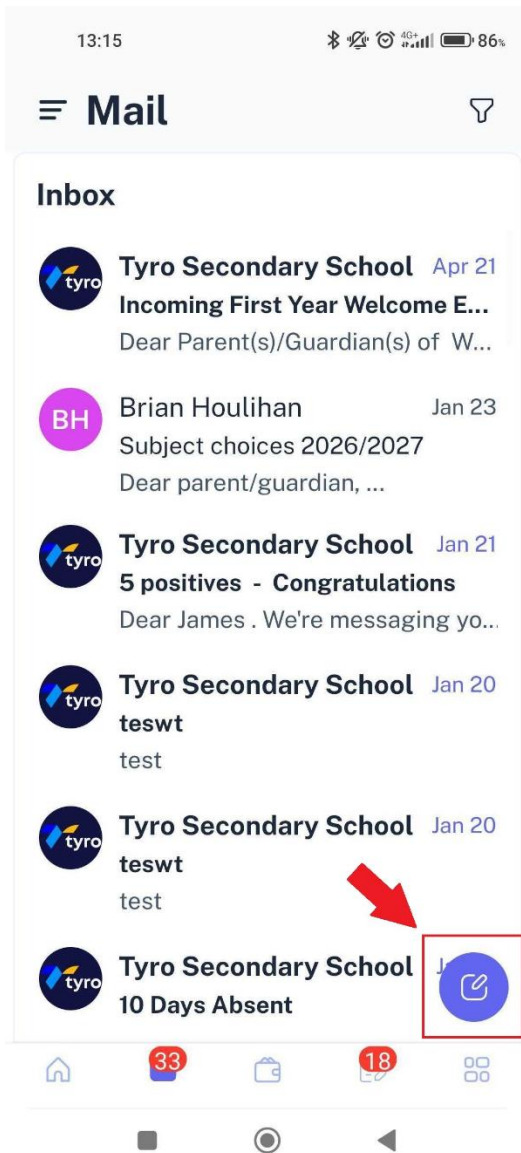 13:15 4G+ 86%
Mail
Inbox
tyro Tyro Secondary School Apr 21
Incoming First Year Welcome E...
Dear Parent(s)/Guardian(s) of W...
BH Brian Houlihan Jan 23
Subject choices 2026/2027
Dear parent/guardian, ...
tyro Tyro Secondary School Jan 21
5 positives - Congratulations
Dear James . We're messaging yo...
tyro Tyro Secondary School Jan 20
teswt
test
tyro Tyro Secondary School Jan 20
teswt
test
tyro Tyro Secondary School
10 Days Absent
33 18